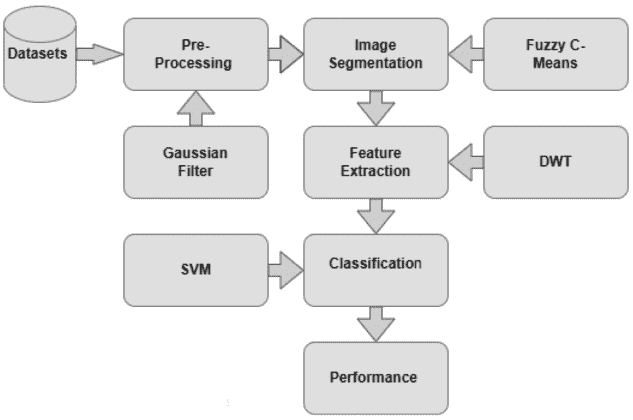 Datasets
Pre-
Processing
Image
Segmentation
Fuzzy C-
Means
Gaussian
Filter
Feature
Extraction
DWT
SVM
Classification
Performance